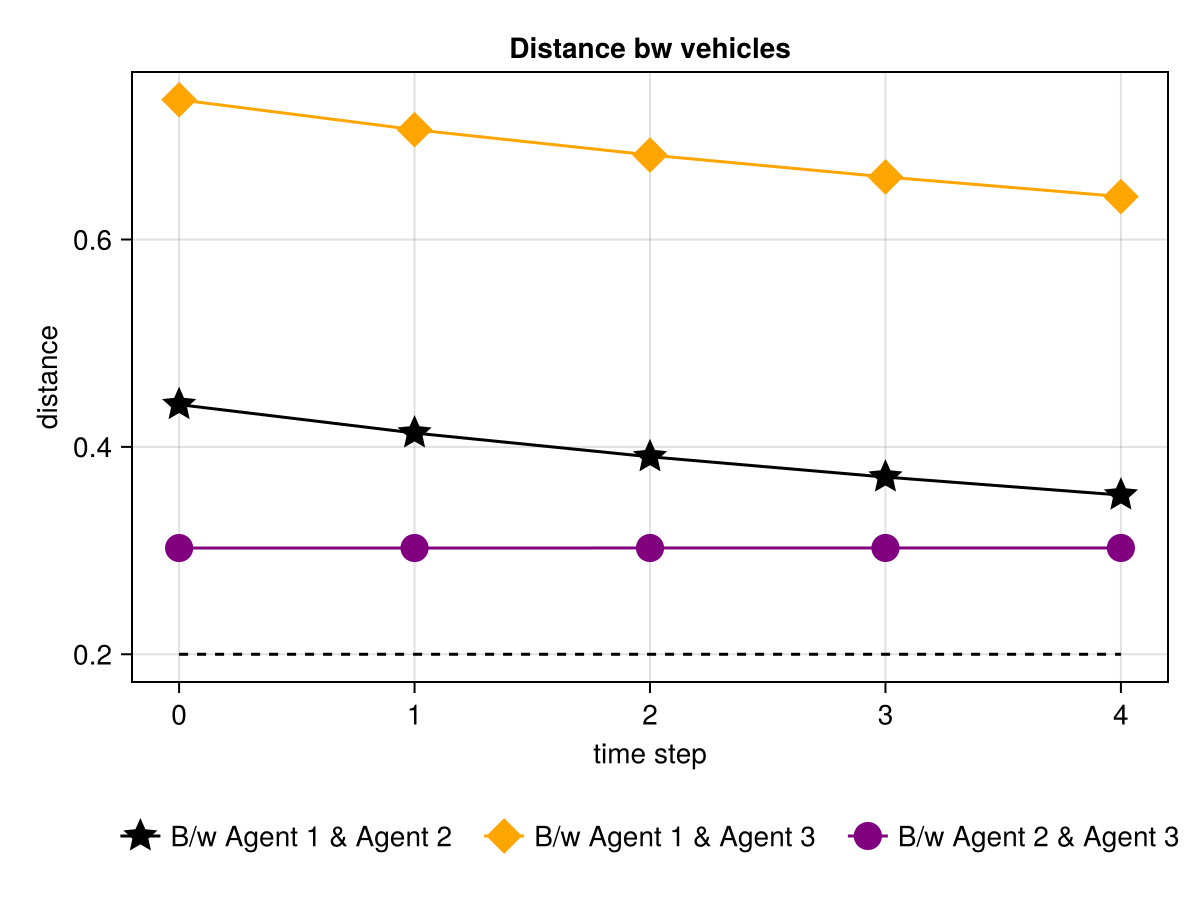 Distance bw vehicles
distance
0.6
0.4
0.2
0 1 2 3 4
time step
B/w Agent 1 & Agent 2 B/w Agent 1 & Agent 3 B/w Agent 2 & Agent 3